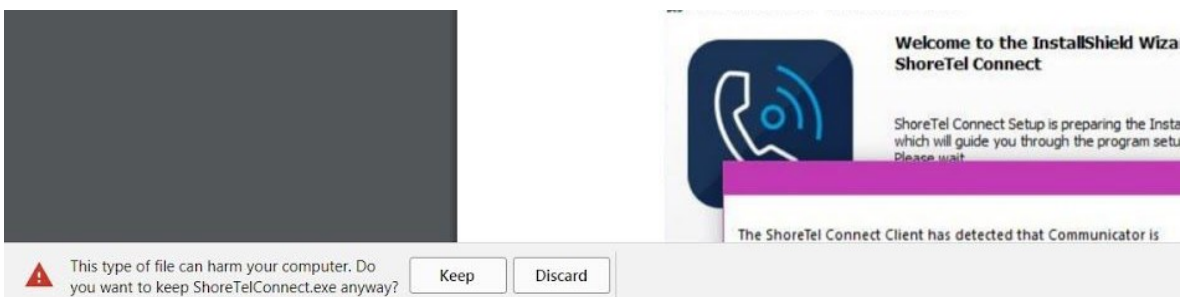 Welcome to the InstallShield
ShoreTel Connect
ShoreTel Connect Setup is preparing the
which will guide you through the program
Please wait
The ShoreTel Connect Client has detected that Communicator is
This type of file can harm your computer. Do
you want to keep ShoreTelConnect.exe anyway?
Keep
Discard